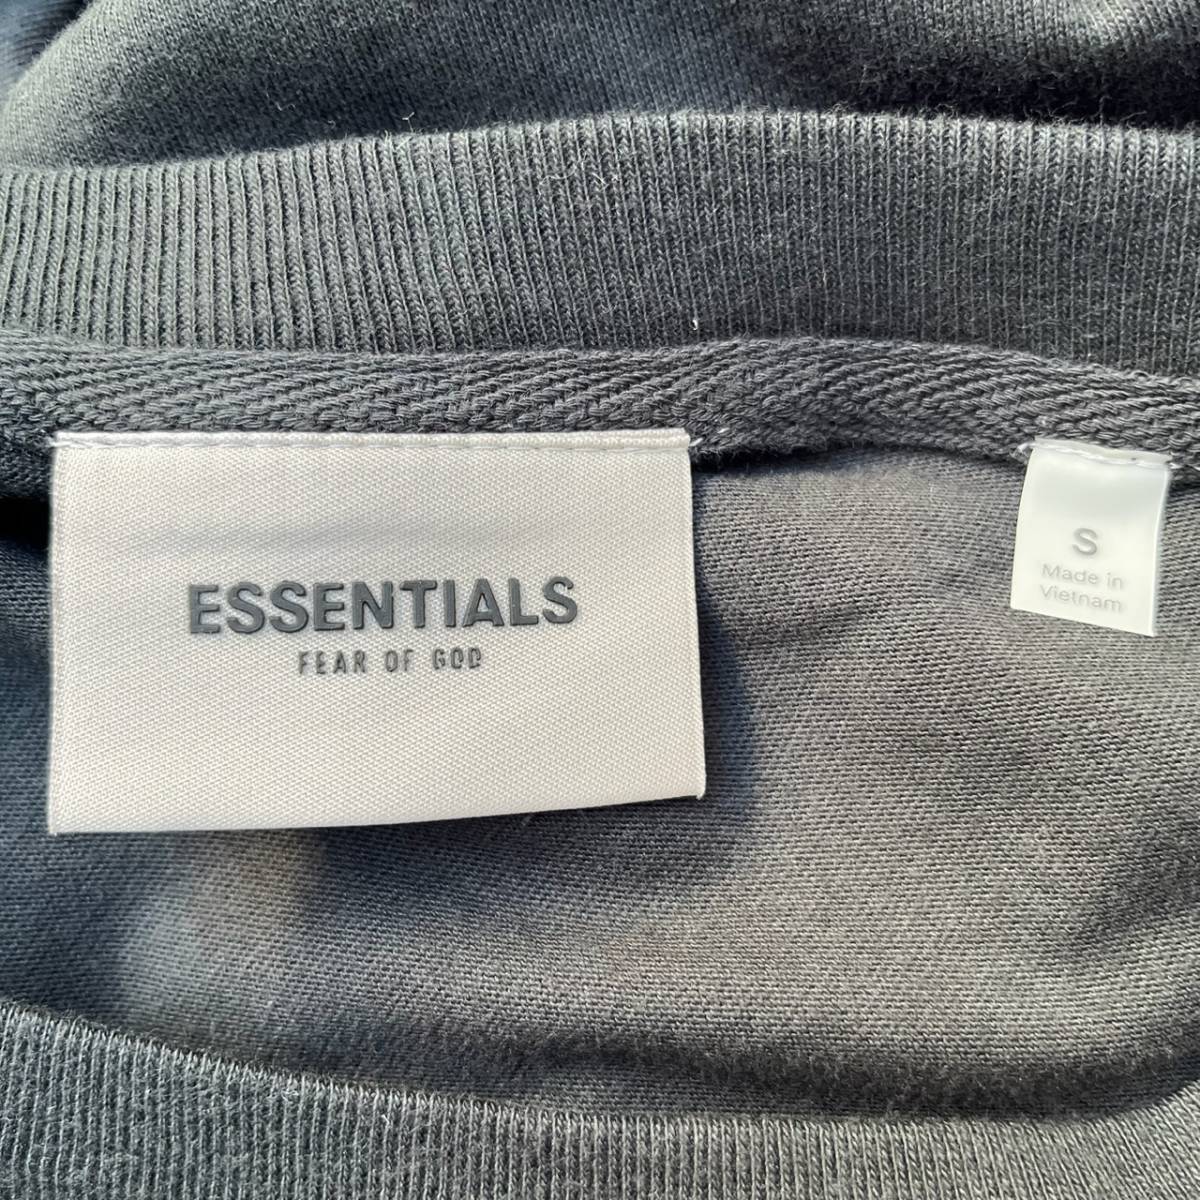 ESSENTIALS
FEAR OF GOD
S
Made in
Vietnam